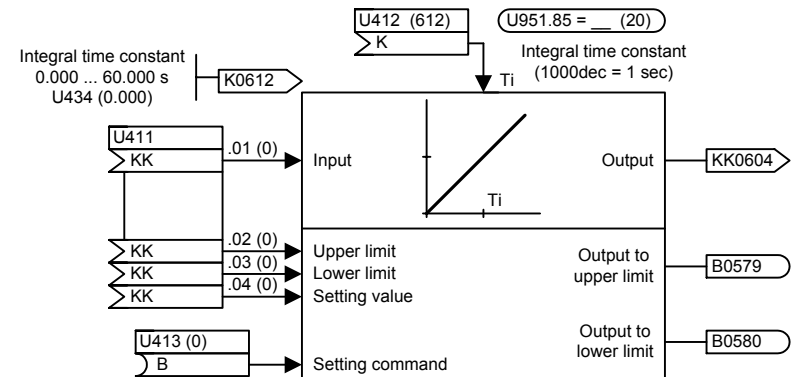 U412 (612)
K
U951.85 = __ (20)
Integral time constant
(1000dec = 1 sec)
Integral time constant
0.000 ... 60.000 s
U434 (0.000)
K0612
Ti
U411
KK
.01 (0)
Input
Ti
Output
KK0604
KK
.02 (0)
Upper limit
KK
.03 (0)
Lower limit
KK
.04 (0)
Setting value
Output to
upper limit
B0579
U413 (0)
B
Setting command
Output to
lower limit
B0580